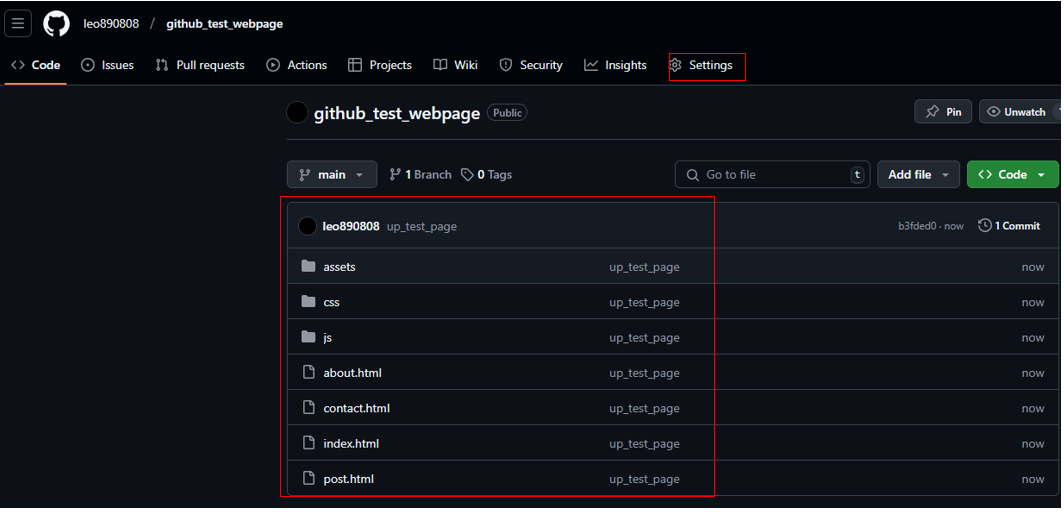 leo890808 / github_test_webpage
Code Issues Pull requests Actions Projects Wiki Security Insights Settings
github_test_webpage Public Pin Unwatch
main 1 Branch 0 Tags Go to file t Add file Code
leo890808 up_test_page b3fded0 · now 1 Commit
assets up_test_page now
css up_test_page now
js up_test_page now
about.html up_test_page now
contact.html up_test_page now
index.html up_test_page now
post.html up_test_page now